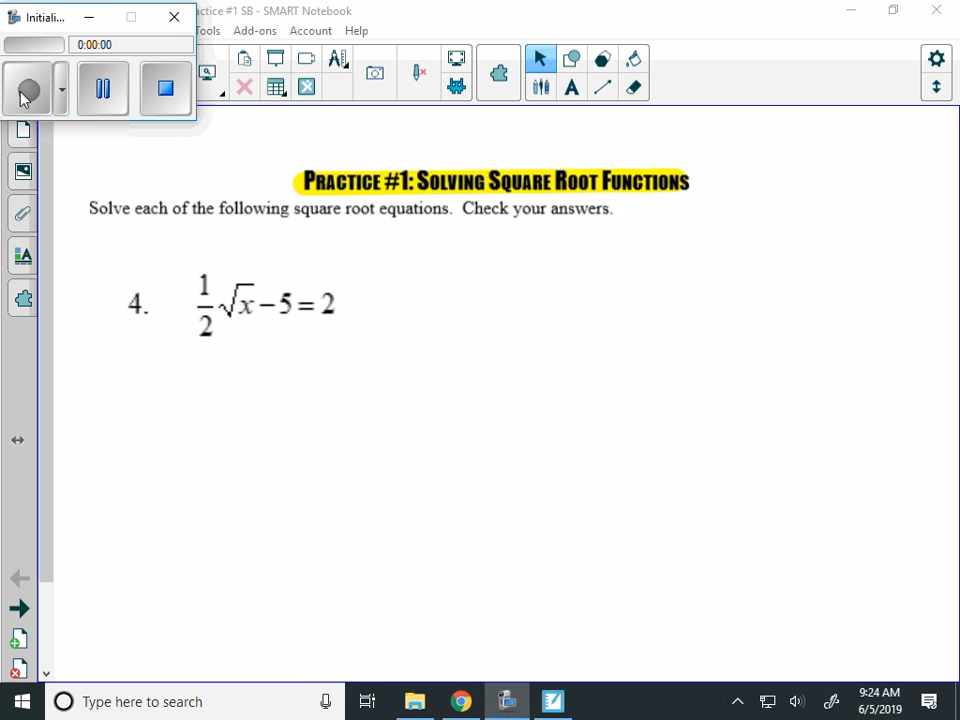 Initiali...
ractice #1 SB - SMART Notebook
0:00:00
Tools Add-ons Account Help
PRACTICE #1: SOLVING SQUARE ROOT FUNCTIONS
Solve each of the following square root equations. Check your answers.
4. 1/2 √x − 5 = 2
Type here to search
9:24 AM
6/5/2019